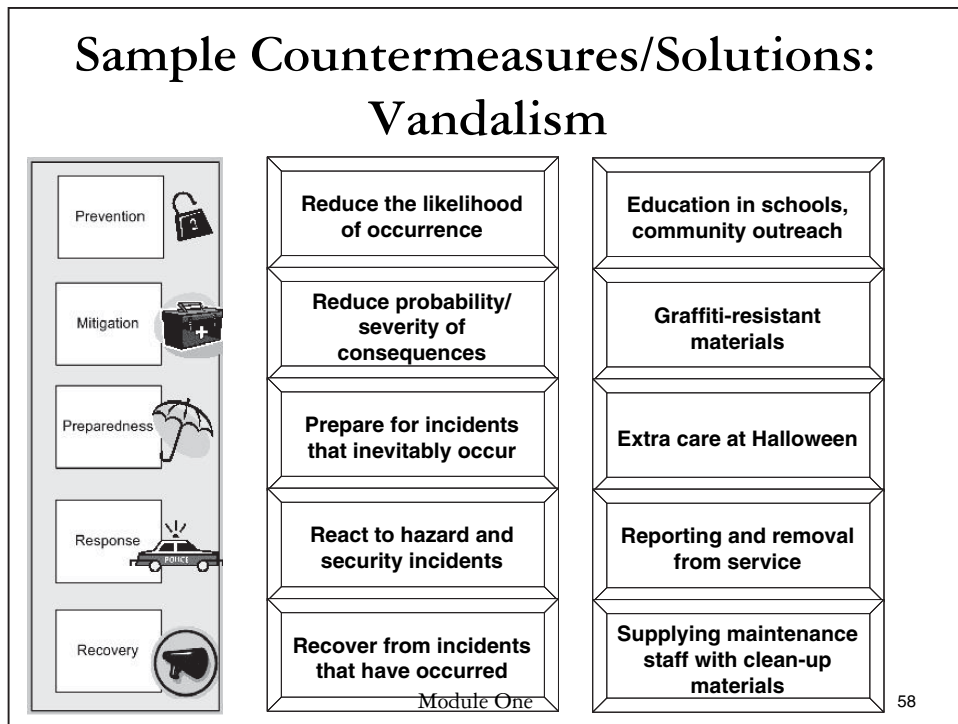 Sample Countermeasures/Solutions:
Vandalism
Prevention
Reduce the likelihood
of occurrence
Education in schools,
community outreach
Mitigation
Reduce probability/
severity of
consequences
Graffiti-resistant
materials
Preparedness
Prepare for incidents
that inevitably occur
Extra care at Halloween
Response
POLICE
React to hazard and
security incidents
Reporting and removal
from service
Recovery
Recover from incidents
that have occurred
Supplying maintenance
staff with clean-up
materials
Module One
58